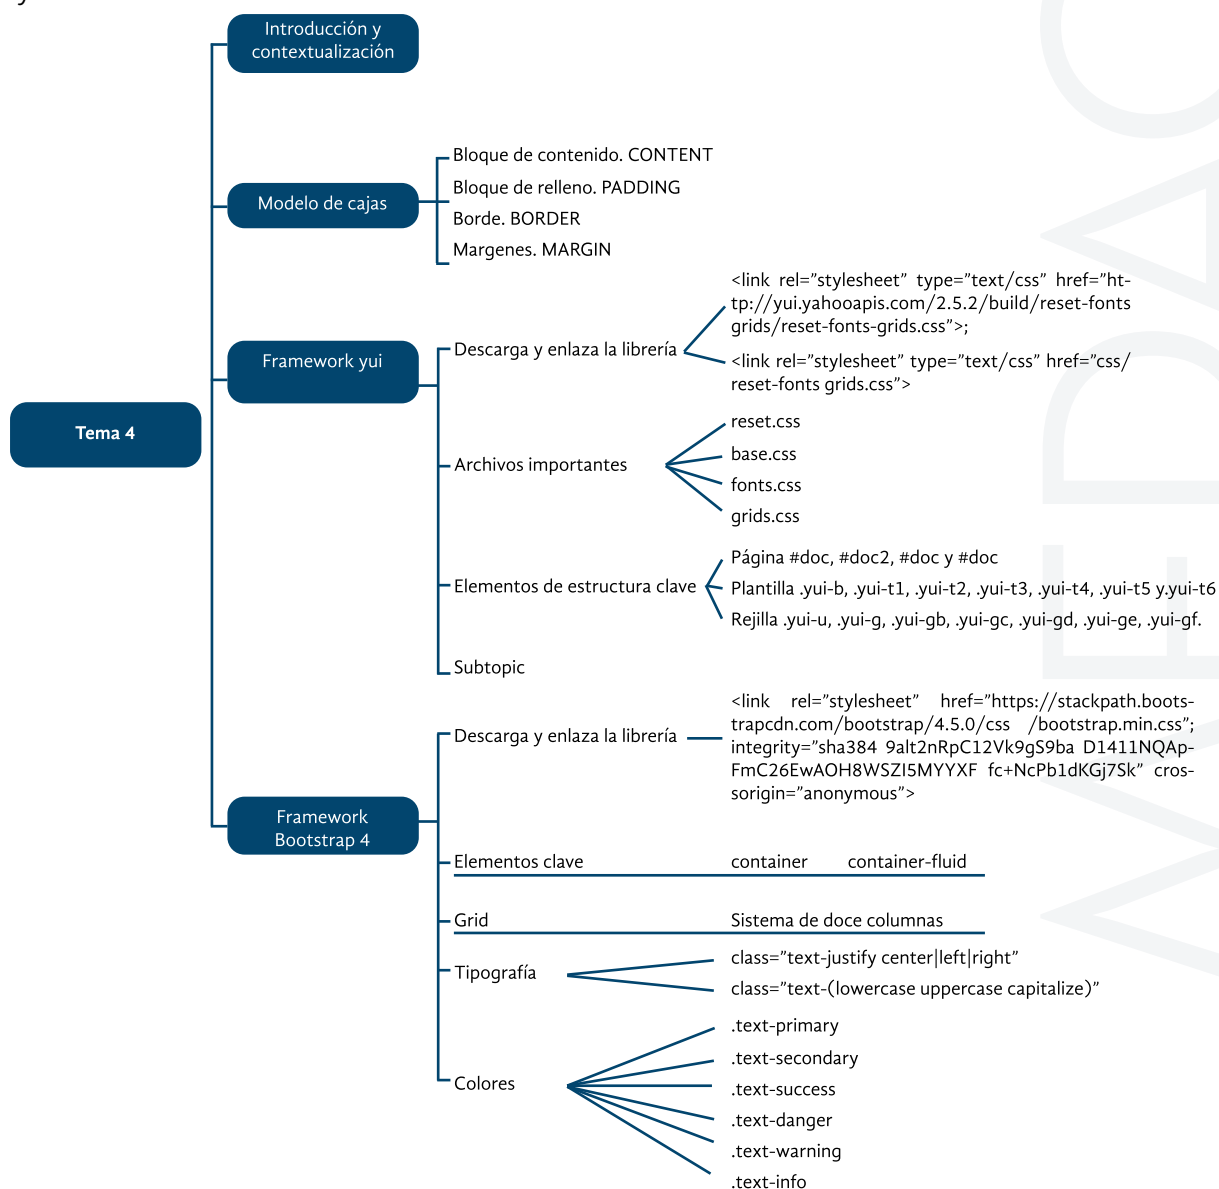 Introducción y
contextualización
Modelo de cajas
Bloque de contenido. CONTENT
Bloque de relleno. PADDING
Borde. BORDER
Margenes. MARGIN
Tema 4
Framework yui
Descarga y enlaza la librería
<link rel=”stylesheet” type=”text/css” href=”ht-
tp://yui.yahooapis.com/2.5.2/build/reset-fonts
grids/reset-fonts-grids.css”>;
<link rel=”stylesheet” type=”text/css” href=”css/
reset-fonts grids.css”>
Archivos importantes
reset.css
base.css
fonts.css
grids.css
Elementos de estructura clave
Página #doc, #doc2, #doc y #doc
Plantilla .yui-b, .yui-t1, .yui-t2, .yui-t3, .yui-t4, .yui-t5 y.yui-t6
Rejilla .yui-u, .yui-g, .yui-gb, .yui-gc, .yui-gd, .yui-ge, .yui-gf.
Subtopic
Framework
Bootstrap 4
Descarga y enlaza la librería
<link rel=”stylesheet” href=”https://stackpath.boots-
trapcdn.com/bootstrap/4.5.0/css /bootstrap.min.css”;
integrity=”sha384 9alt2nRpC12Vk9gS9ba D1411NQAp-
FmC26EwAOH8WSZI5MYYXF fc+NcPb1dKGj7Sk” cros-
sorigin=”anonymous”>
Elementos clave container container-fluid
Grid Sistema de doce columnas
Tipografía
class=”text-justify center|left|right”
class=”text-(lowercase uppercase capitalize)”
Colores
.text-primary
.text-secondary
.text-success
.text-danger
.text-warning
.text-info